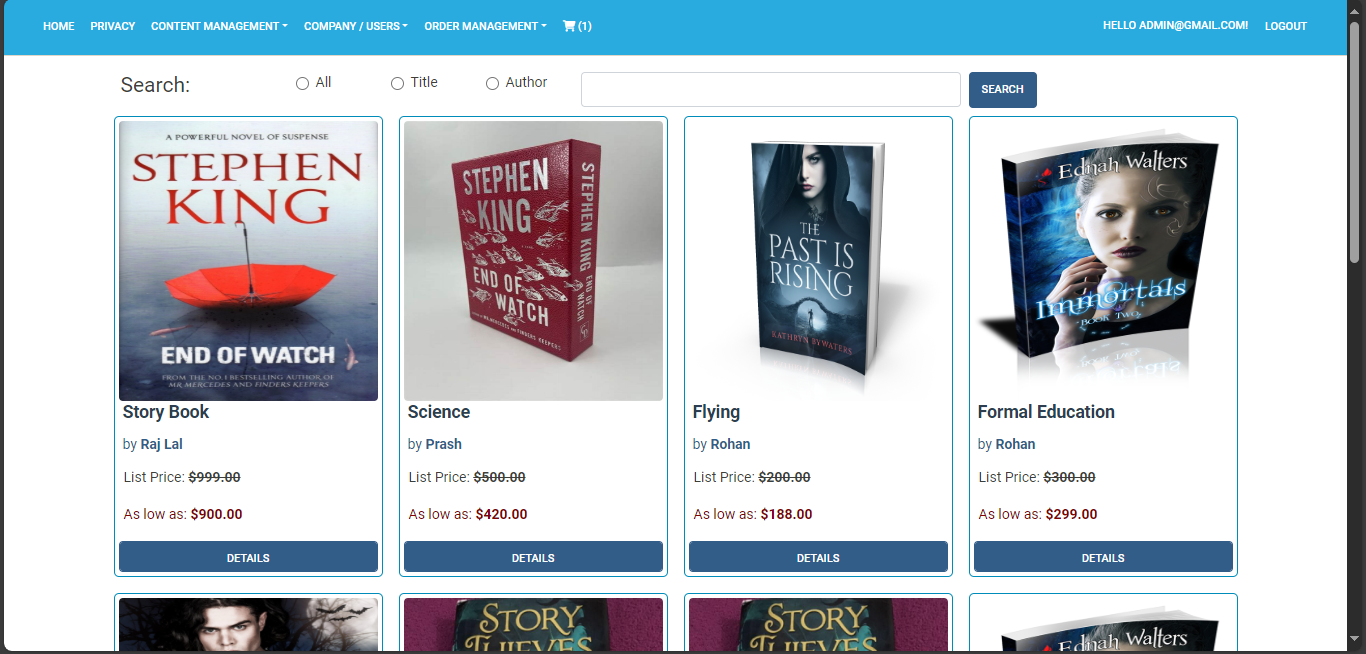 HOME PRIVACY CONTENT MANAGEMENT COMPANY / USERS ORDER MANAGEMENT (1) HELLO ADMIN@GMAIL.COM! LOGOUT
Search: All Title Author SEARCH
A POWERFUL NOVEL OF SUSPENSE
STEPHEN
KING
END OF WATCH
FROM THE NO. 1 BESTSELLING AUTHOR OF
MR MERCEDES AND FINDERS KEEPERS
Story Book
by Raj Lal
List Price: $999.00
As low as: $900.00
DETAILS
STEPHEN
KING
END OF
WATCH
STEPHEN KING END OF WATCH
Science
by Prash
List Price: $500.00
As low as: $420.00
DETAILS
THE
PAST IS
RISING
KATHRYN BYWATERS
Flying
by Rohan
List Price: $200.00
As low as: $188.00
DETAILS
Ednah Walters
Immortals
BOOK TWO
Formal Education
by Rohan
List Price: $300.00
As low as: $299.00
DETAILS
STORY
THIEVES
STORY
THIEVES
Ednah Walters